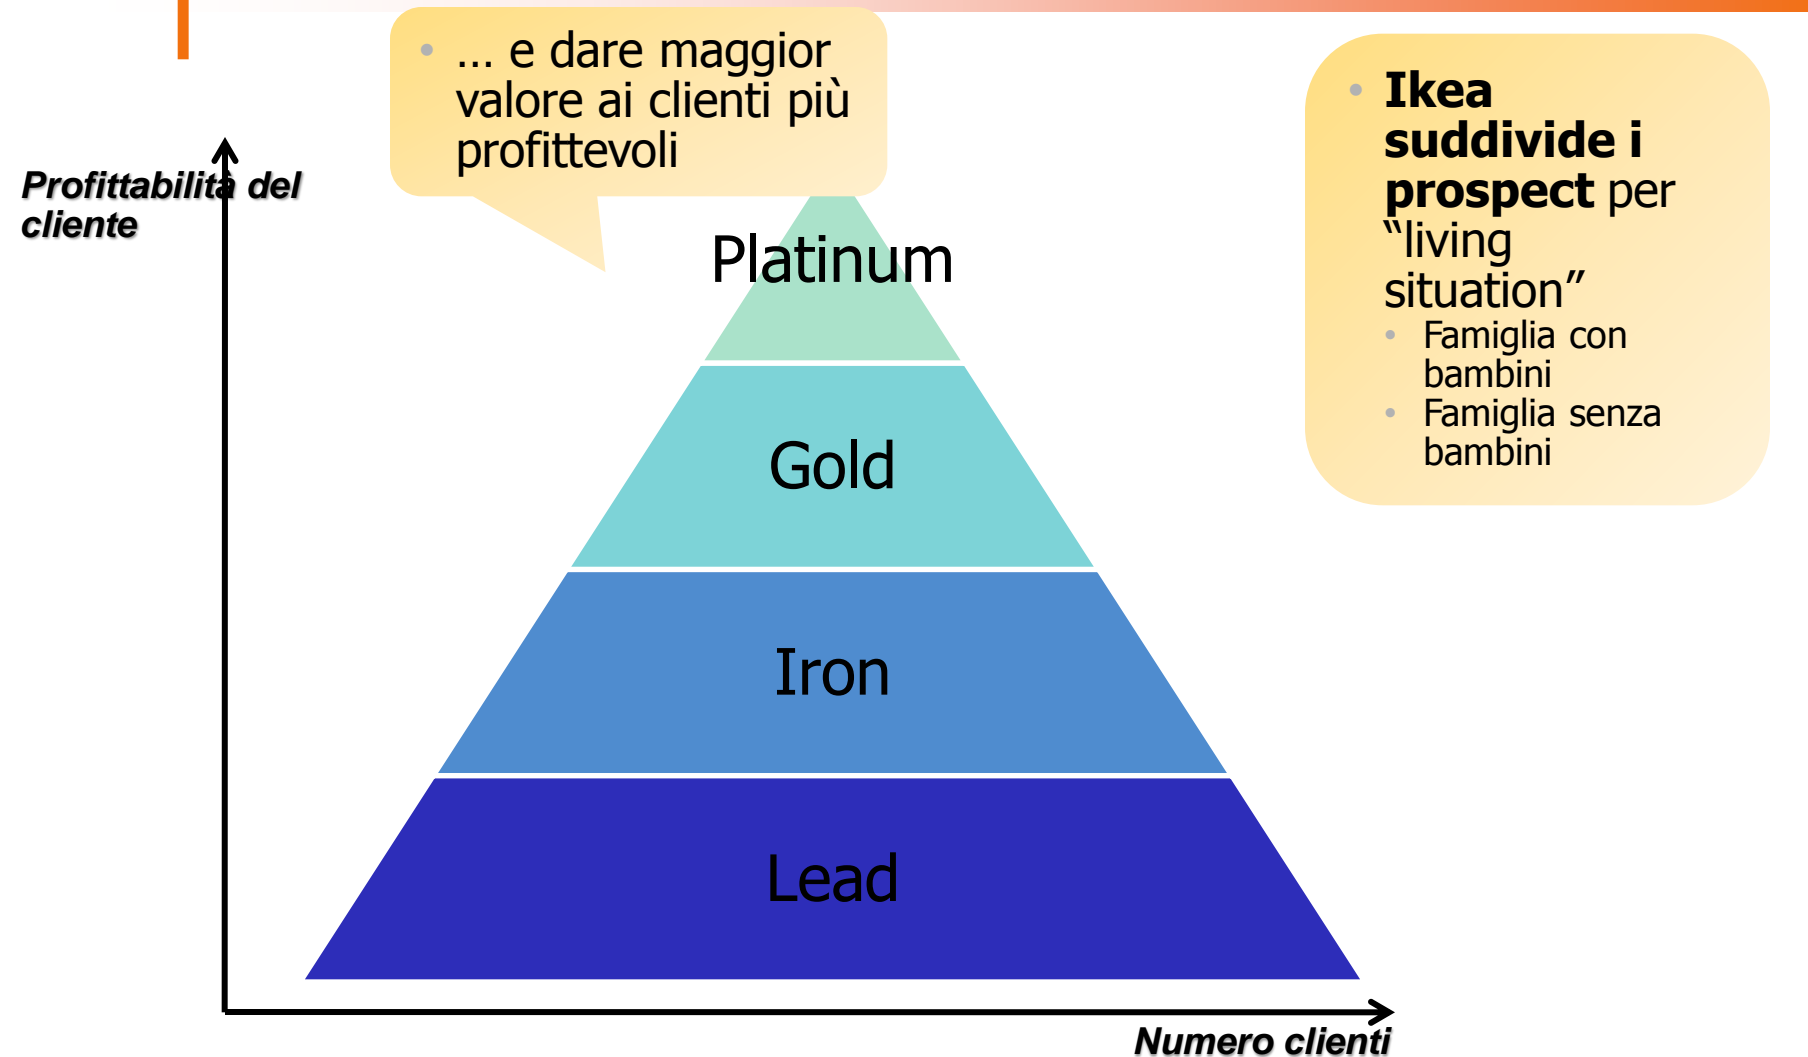 … e dare maggior
valore ai clienti più
profittevoli
Ikea
suddivide i
prospect per
“living
situation”
Famiglia con
bambini
Famiglia senza
bambini
Profittabilità del
cliente
Platinum
Gold
Iron
Lead
Numero clienti